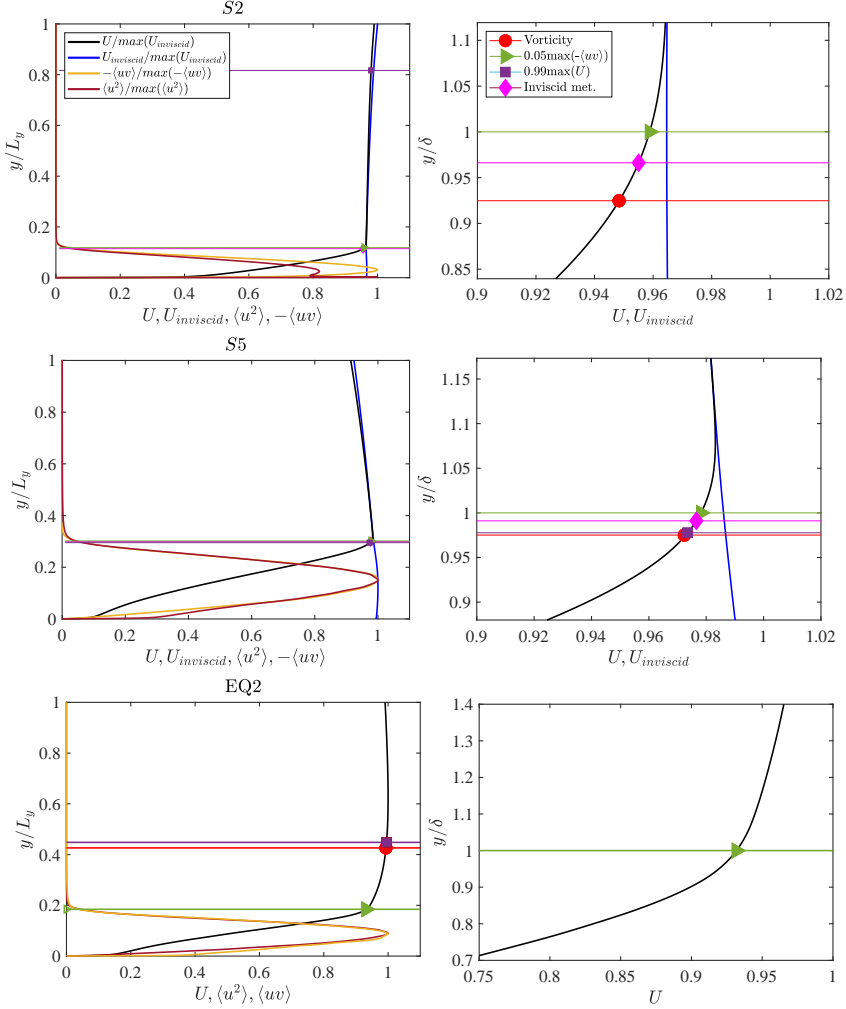 S2
1
0.8
0.6
0.4
0.2
0
y/L_y
U/max(U_inviscid)
U_inviscid/max(U_inviscid)
−⟨uv⟩/max(−⟨uv⟩)
⟨u²⟩/max(⟨u²⟩)
0 0.2 0.4 0.6 0.8 1
U, U_inviscid, ⟨u²⟩, −⟨uv⟩
1.1
1.05
1
0.95
0.9
0.85
y/δ
Vorticity
0.05max(-⟨uv⟩)
0.99max(U)
Inviscid met.
0.9 0.92 0.94 0.96 0.98 1 1.02
U, U_inviscid
S5
1
0.8
0.6
0.4
0.2
0
y/L_y
0 0.2 0.4 0.6 0.8 1
U, U_inviscid, ⟨u²⟩, −⟨uv⟩
1.15
1.1
1.05
1
0.95
0.9
y/δ
0.9 0.92 0.94 0.96 0.98 1 1.02
U, U_inviscid
EQ2
1
0.8
0.6
0.4
0.2
0
y/L_y
0 0.2 0.4 0.6 0.8 1
U, ⟨u²⟩, ⟨uv⟩
1.4
1.3
1.2
1.1
1
0.9
0.8
0.7
y/δ
0.75 0.8 0.85 0.9 0.95 1
U